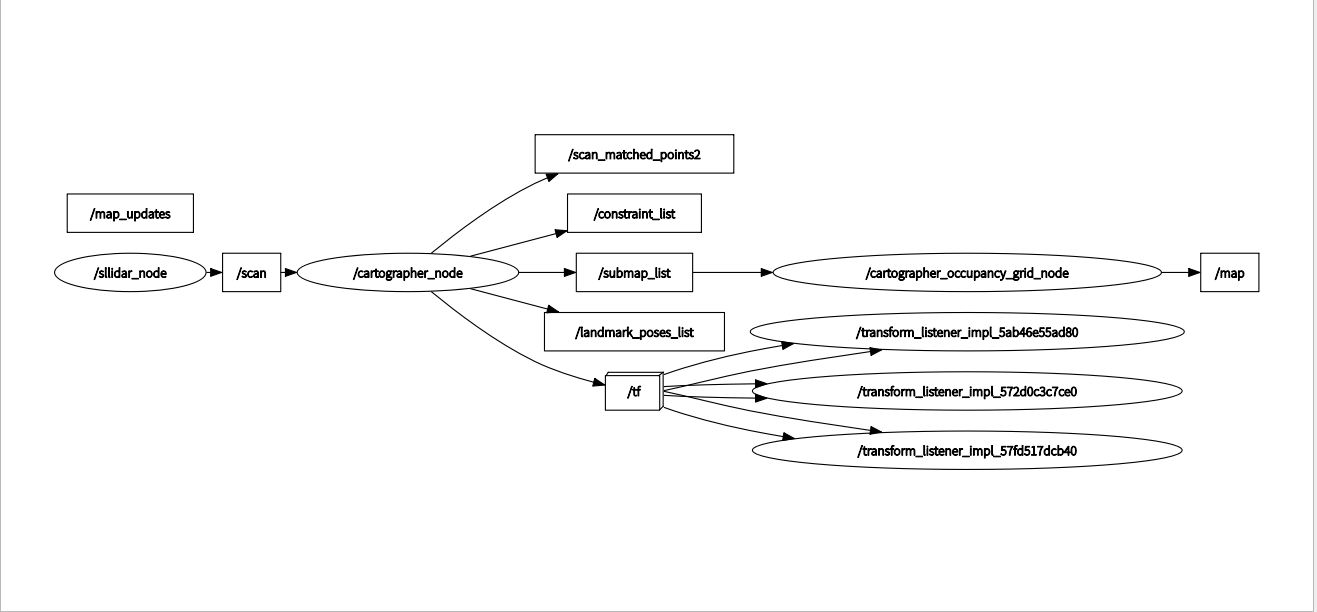 /scan_matched_points2
/map_updates
/constraint_list
/sllidar_node
/scan
/cartographer_node
/submap_list
/cartographer_occupancy_grid_node
/map
/landmark_poses_list
/transform_listener_impl_5ab46e55ad80
/tf
/transform_listener_impl_572d0c3c7ce0
/transform_listener_impl_57fd517dcb40